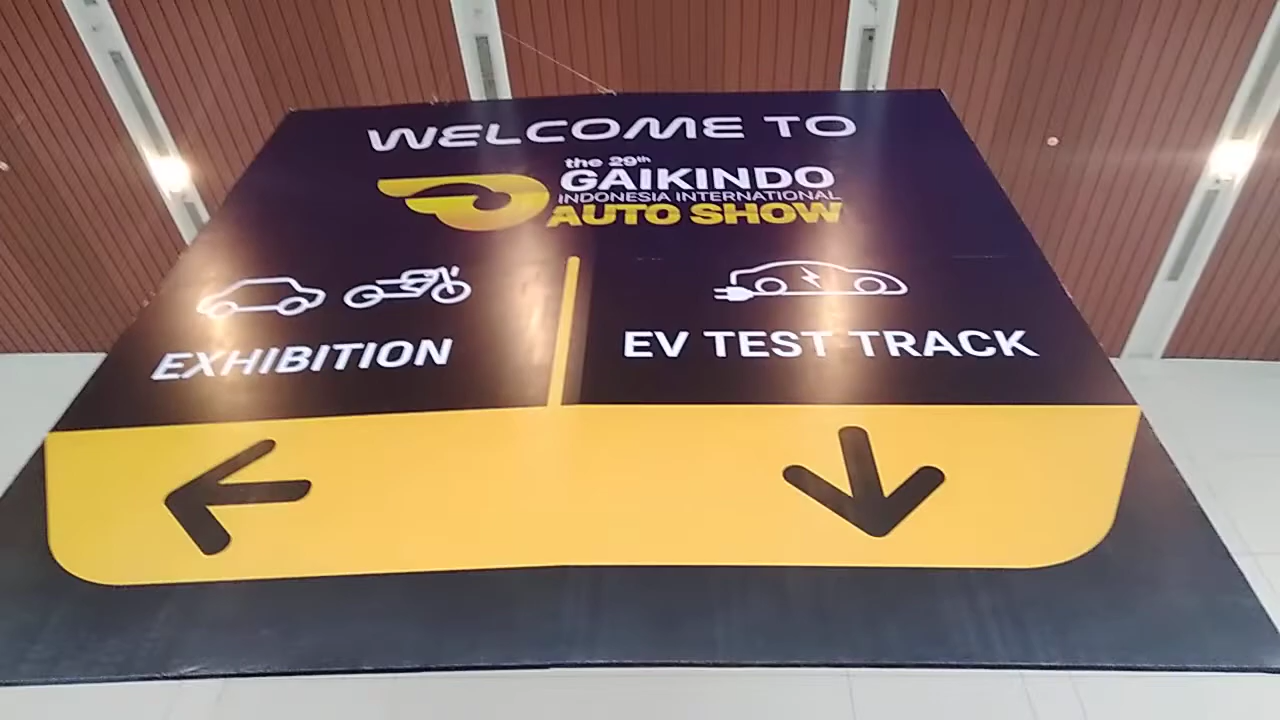 WELCOME TO
the 29th
GAIKINDO
INDONESIA INTERNATIONAL
AUTO SHOW
EXHIBITION
EV TEST TRACK